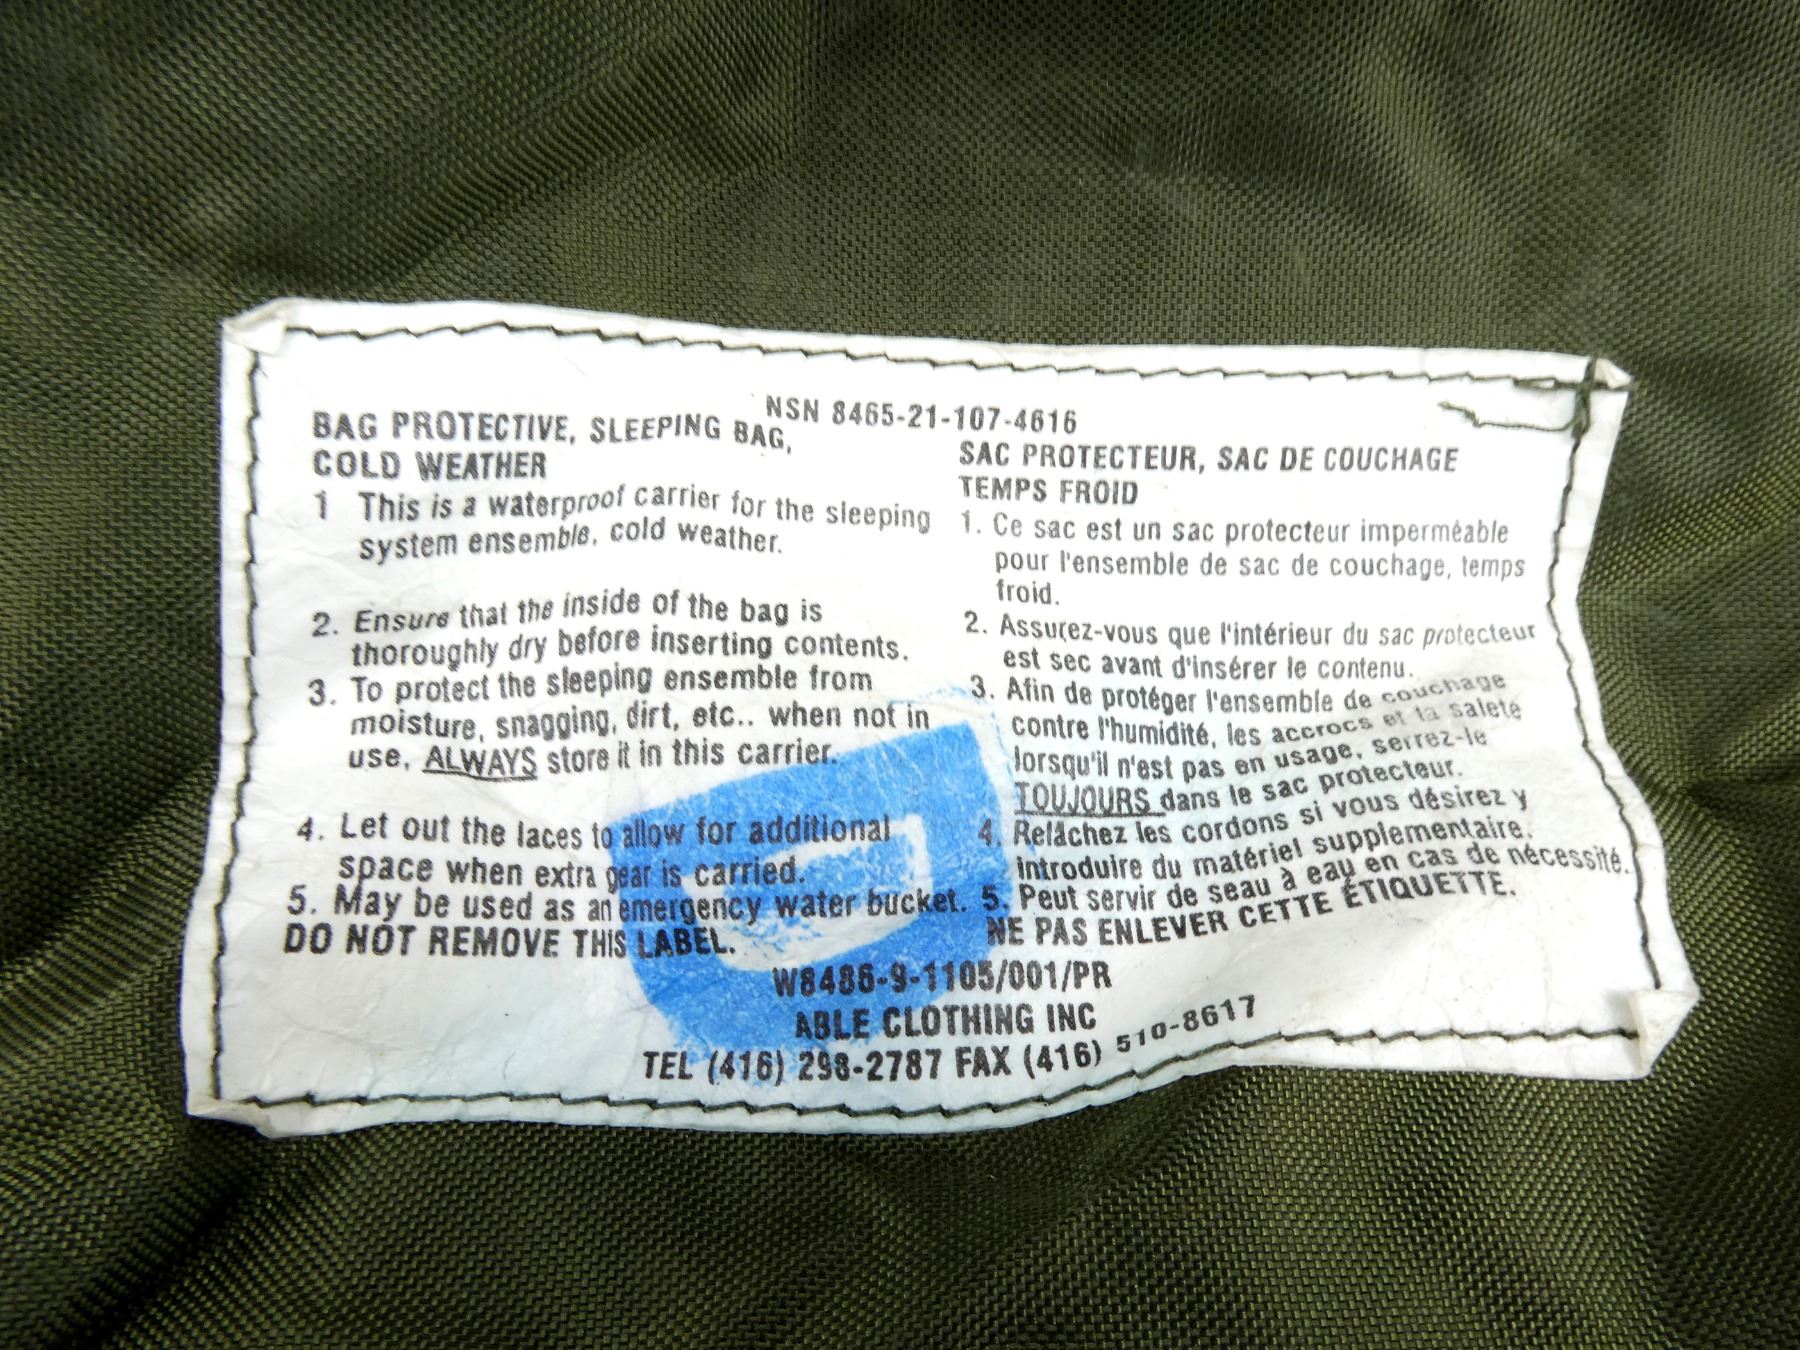 NSN 8465-21-107-4616
BAG PROTECTIVE, SLEEPING BAG,
COLD WEATHER
1 This is a waterproof carrier for the sleeping
system ensemble, cold weather.
2. Ensure that the inside of the bag is
thoroughly dry before inserting contents.
3. To protect the sleeping ensemble from
moisture, snagging, dirt, etc.. when not in
use, ALWAYS store it in this carrier.
4. Let out the laces to allow for additional
space when extra gear is carried.
5. May be used as an emergency water bucket.
DO NOT REMOVE THIS LABEL.
SAC PROTECTEUR, SAC DE COUCHAGE
TEMPS FROID
1. Ce sac est un sac protecteur imperméable
pour l'ensemble de sac de couchage, temps
froid.
2. Assurez-vous que l'intérieur du sac protecteur
est sec avant d'insérer le contenu.
3. Afin de protéger l'ensemble de couchage
contre l'humidité, les accrocs et la saleté
lorsqu'il n'est pas en usage, serrez-le
TOUJOURS dans le sac protecteur.
4. Relâchez les cordons si vous désirez y
introduire du matériel supplementaire.
5. Peut servir de seau à eau en cas de nécessité.
NE PAS ENLEVER CETTE ÉTIQUETTE.
W8486-9-1105/001/PR
ABLE CLOTHING INC
TEL (416) 298-2787 FAX (416) 510-8617